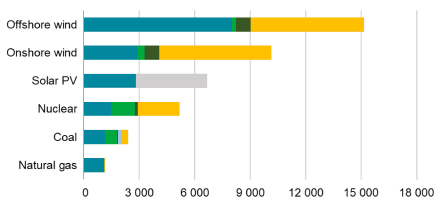 Offshore wind
Onshore wind
Solar PV
Nuclear
Coal
Natural gas
0 3 000 6 000 9 000 12 000 15 000 18 000